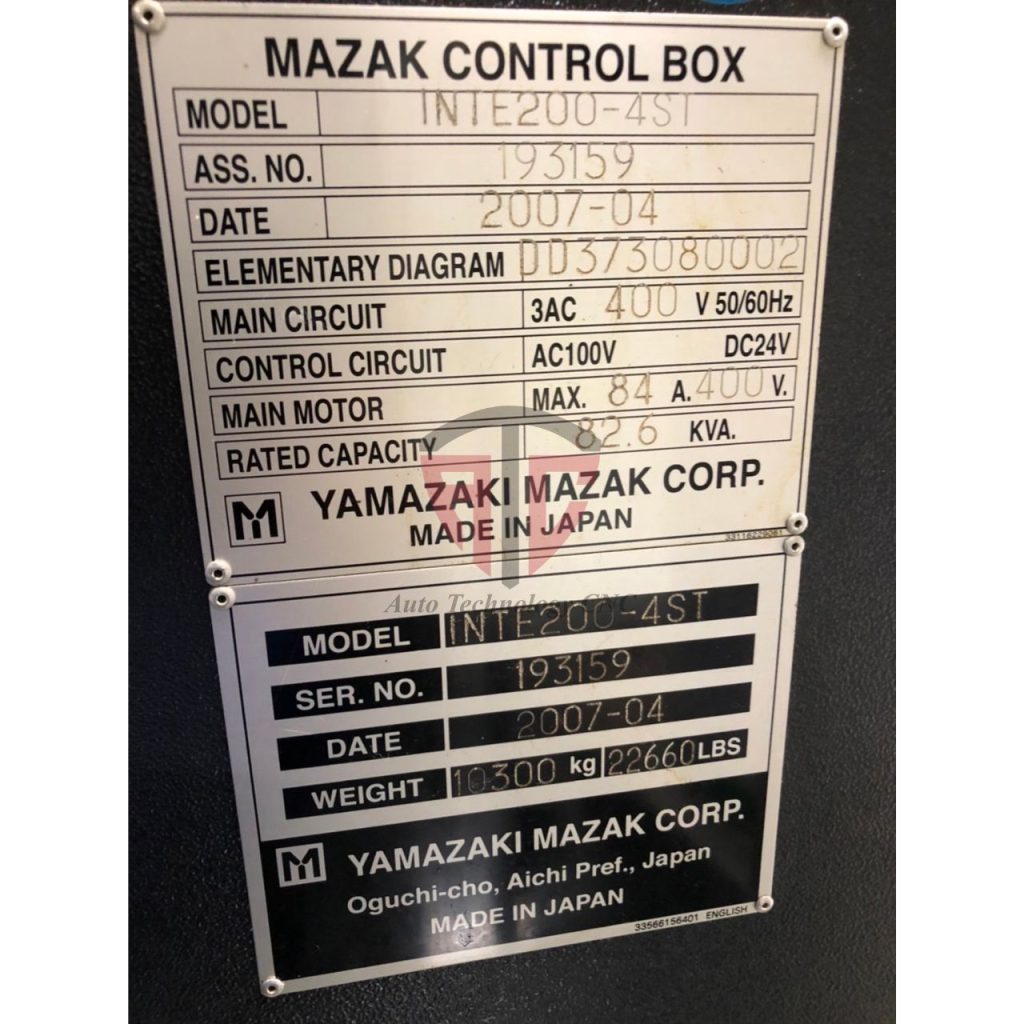 MAZAK CONTROL BOX
MODEL INTE200-4ST
ASS. NO. 193159
DATE 2007-04
ELEMENTARY DIAGRAM DD373080002
MAIN CIRCUIT 3AC 400 V 50/60Hz
CONTROL CIRCUIT AC100V DC24V
MAIN MOTOR MAX. 84 A. 400 V.
RATED CAPACITY 82.6 KVA.
YAMAZAKI MAZAK CORP.
MADE IN JAPAN
33116229081
Auto Technology CNC
MODEL INTE200-4ST
SER. NO. 193159
DATE 2007-04
WEIGHT 10300 kg 22660 LBS
YAMAZAKI MAZAK CORP.
Oguchi-cho, Aichi Pref., Japan
MADE IN JAPAN
33566156401 ENGLISH